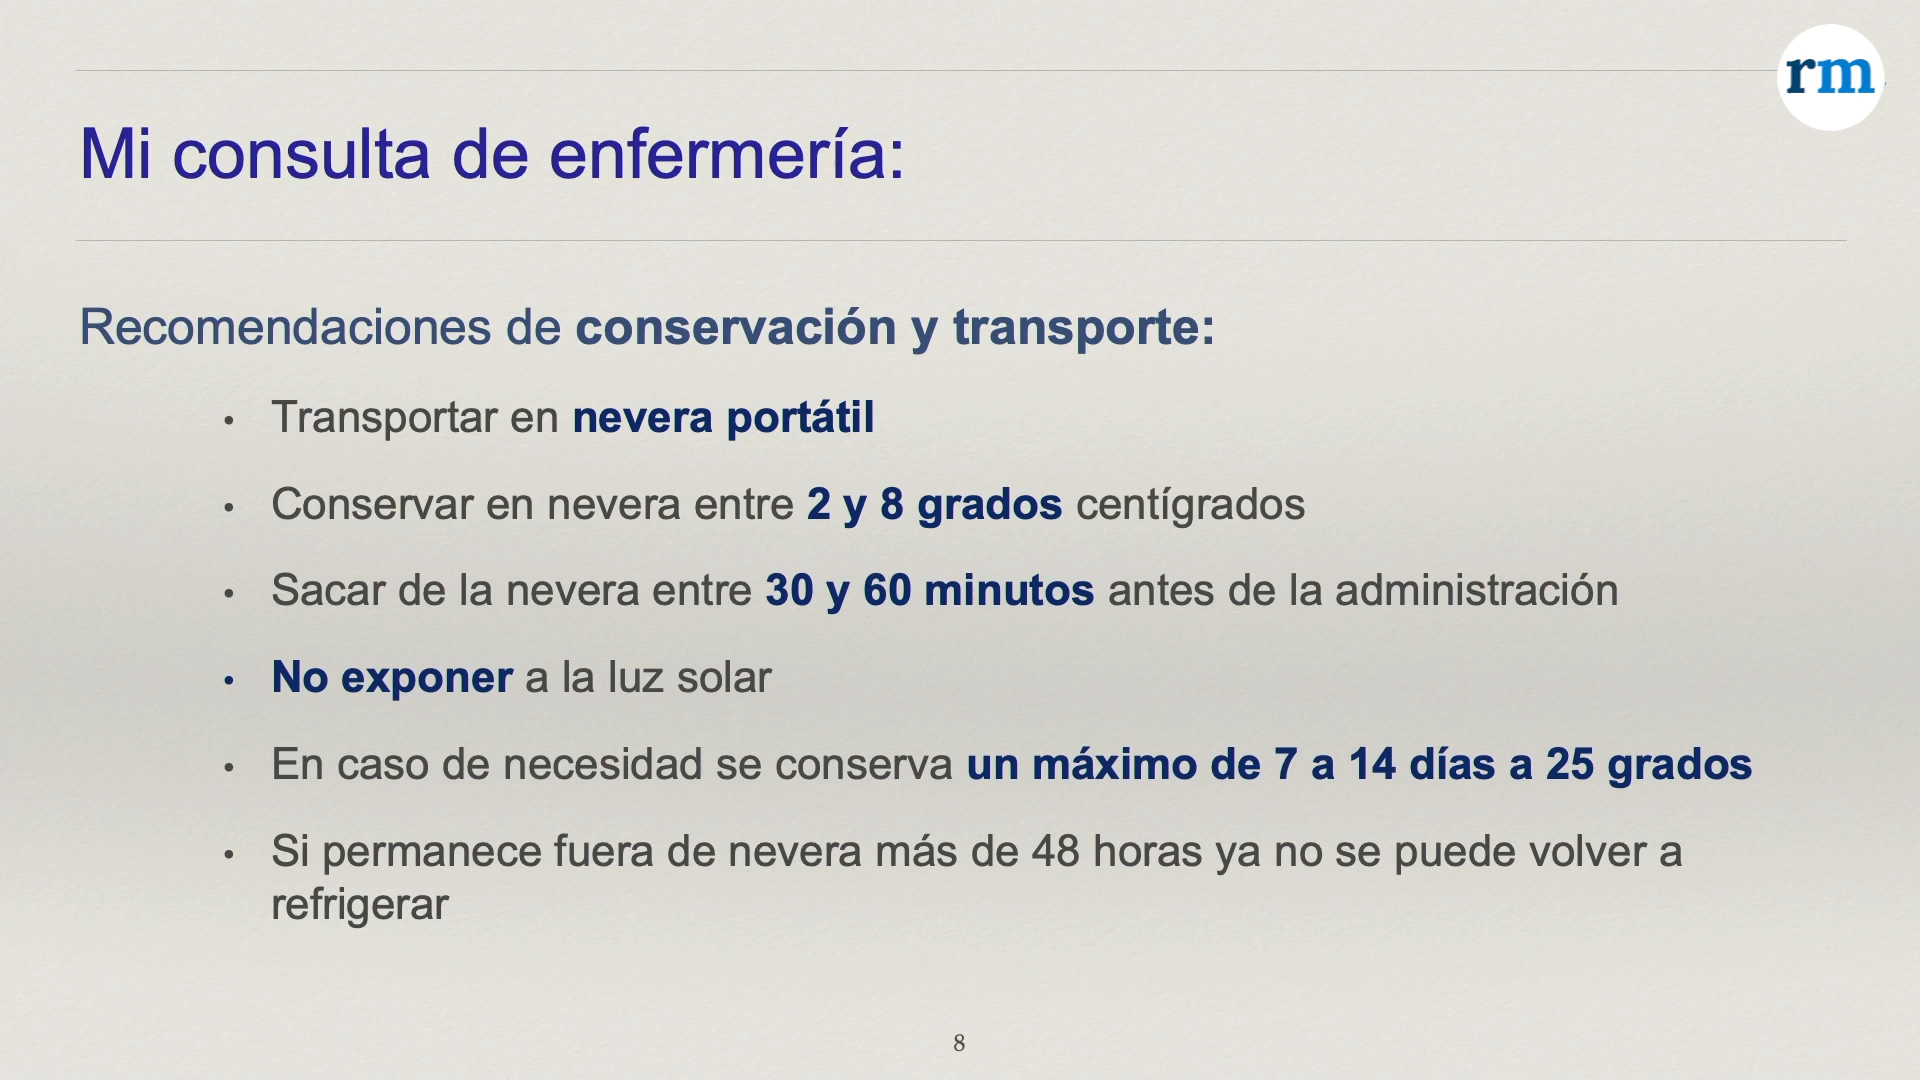 rm
Mi consulta de enfermería:
Recomendaciones de conservación y transporte:
• Transportar en nevera portátil
• Conservar en nevera entre 2 y 8 grados centígrados
• Sacar de la nevera entre 30 y 60 minutos antes de la administración
• No exponer a la luz solar
• En caso de necesidad se conserva un máximo de 7 a 14 días a 25 grados
• Si permanece fuera de nevera más de 48 horas ya no se puede volver a
refrigerar
8